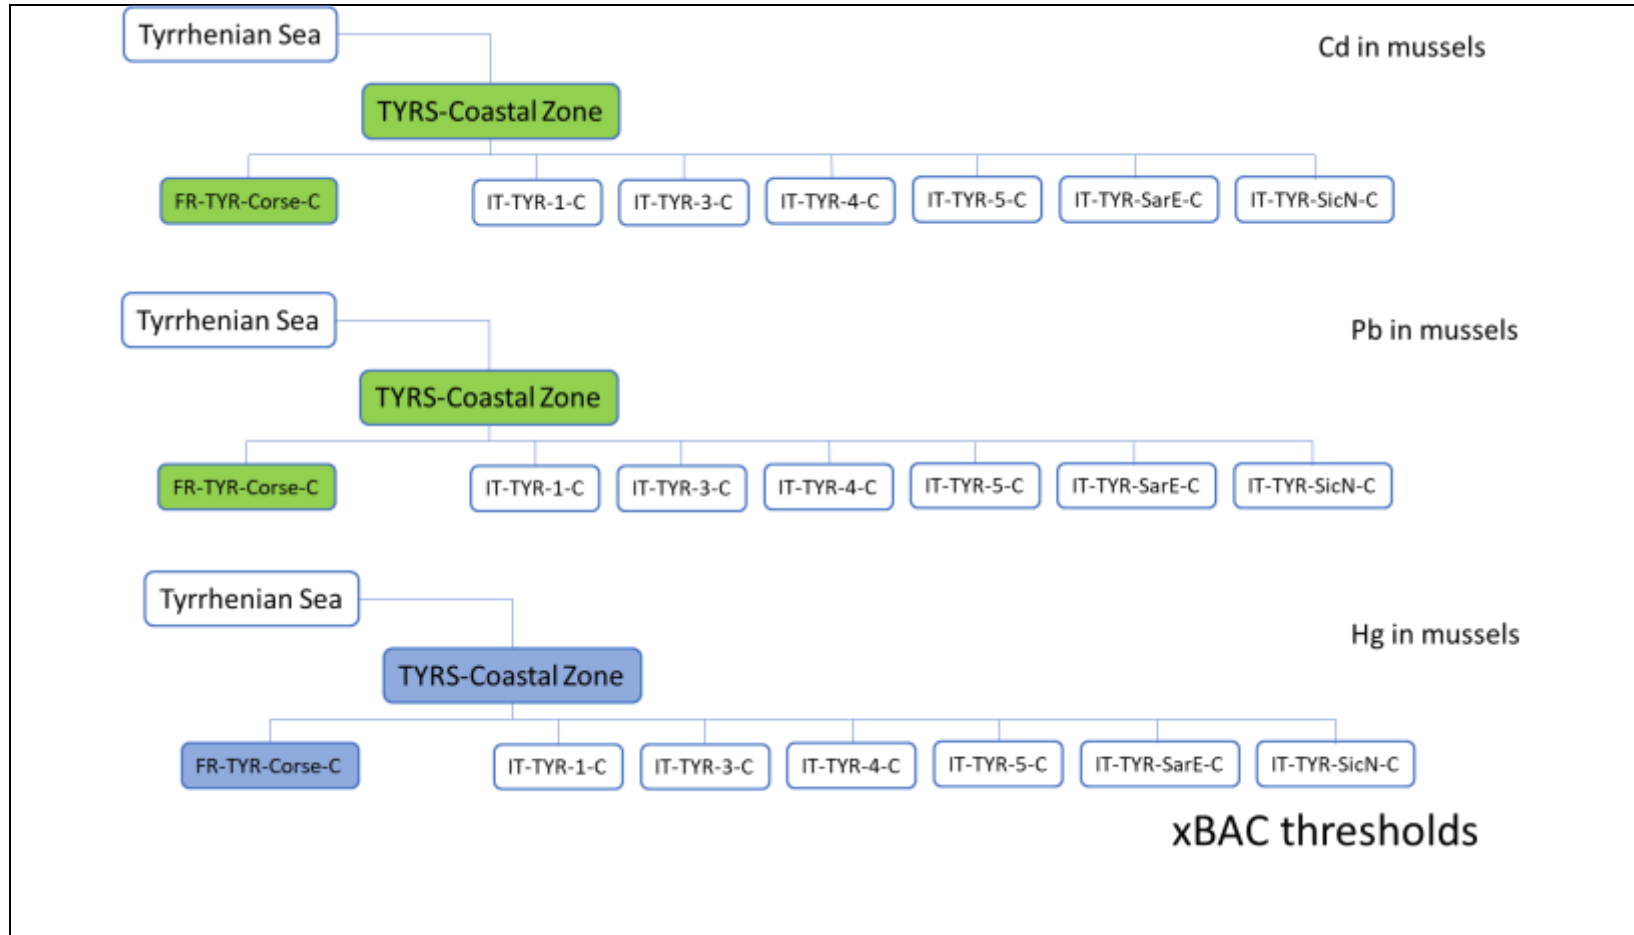 Tyrrhenian Sea
Cd in mussels
TYRS-Coastal Zone
FR-TYR-Corse-C
IT-TYR-1-C
IT-TYR-3-C
IT-TYR-4-C
IT-TYR-5-C
IT-TYR-SarE-C
IT-TYR-SicN-C
Tyrrhenian Sea
Pb in mussels
TYRS-Coastal Zone
FR-TYR-Corse-C
IT-TYR-1-C
IT-TYR-3-C
IT-TYR-4-C
IT-TYR-5-C
IT-TYR-SarE-C
IT-TYR-SicN-C
Tyrrhenian Sea
Hg in mussels
TYRS-Coastal Zone
FR-TYR-Corse-C
IT-TYR-1-C
IT-TYR-3-C
IT-TYR-4-C
IT-TYR-5-C
IT-TYR-SarE-C
IT-TYR-SicN-C
xBAC thresholds